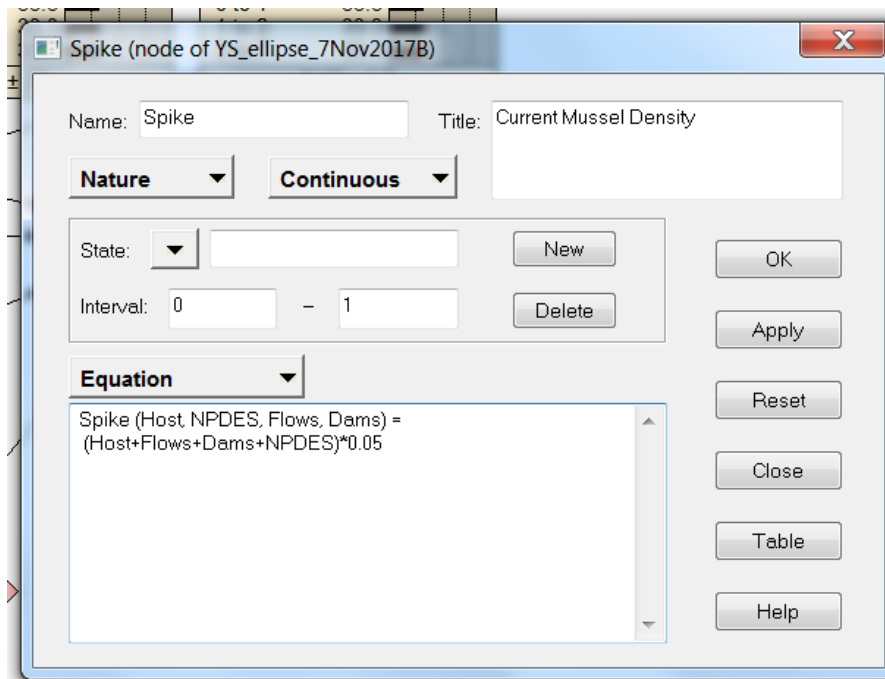 Spike (node of YS_ellipse_7Nov2017B)
X
Name: Spike Title: Current Mussel Density
Nature Continuous
State: New OK
Interval: 0 – 1 Delete
Apply
Equation
Reset
Spike (Host, NPDES, Flows, Dams) =
(Host+Flows+Dams+NPDES)*0.05
Close
Table
Help